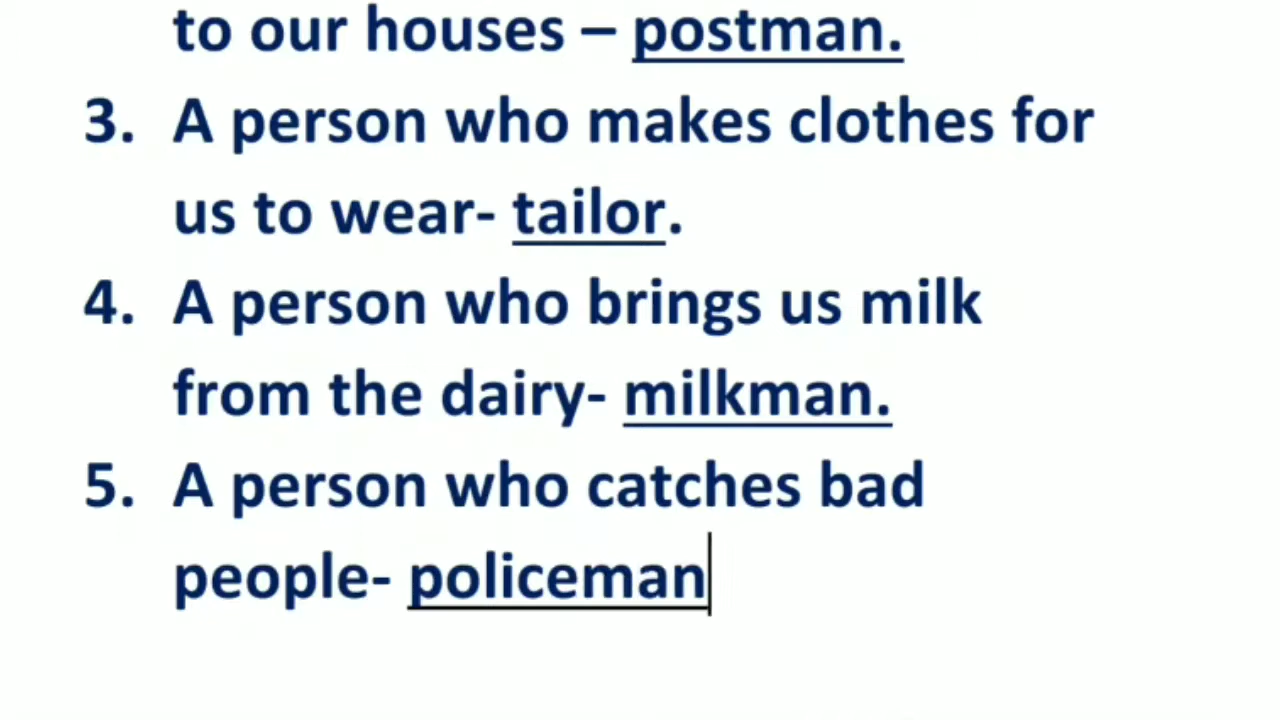 to our houses – postman.
3. A person who makes clothes for
us to wear- tailor.
4. A person who brings us milk
from the dairy- milkman.
5. A person who catches bad
people- policeman